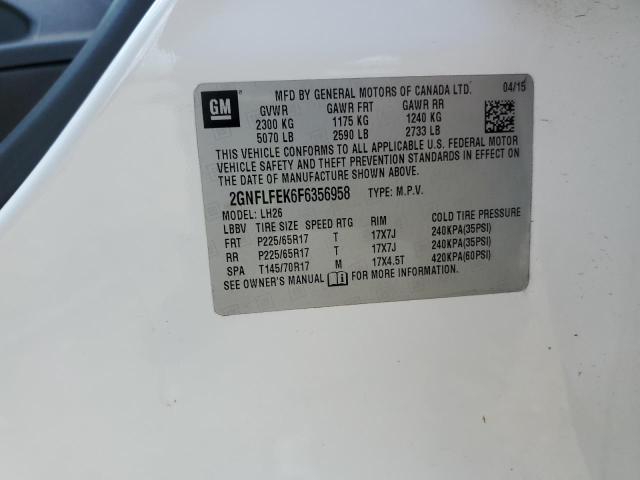 GM
MFD BY GENERAL MOTORS OF CANADA LTD. 04/15
GVWR GAWR FRT GAWR RR
2300 KG 1175 KG 1240 KG
5070 LB 2590 LB 2733 LB
THIS VEHICLE CONFORMS TO ALL APPLICABLE U.S. FEDERAL MOTOR
VEHICLE SAFETY AND THEFT PREVENTION STANDARDS IN EFFECT ON
THE DATE OF MANUFACTURE SHOWN ABOVE.
2GNFLFEK6F6356958 TYPE: M.P.V.
MODEL: LH26
LBBV TIRE SIZE SPEED RTG RIM COLD TIRE PRESSURE
FRT P225/65R17 T 17X7J 240KPA(35PSI)
RR P225/65R17 T 17X7J 240KPA(35PSI)
SPA T145/70R17 M 17X4.5T 420KPA(60PSI)
SEE OWNER'S MANUAL FOR MORE INFORMATION.